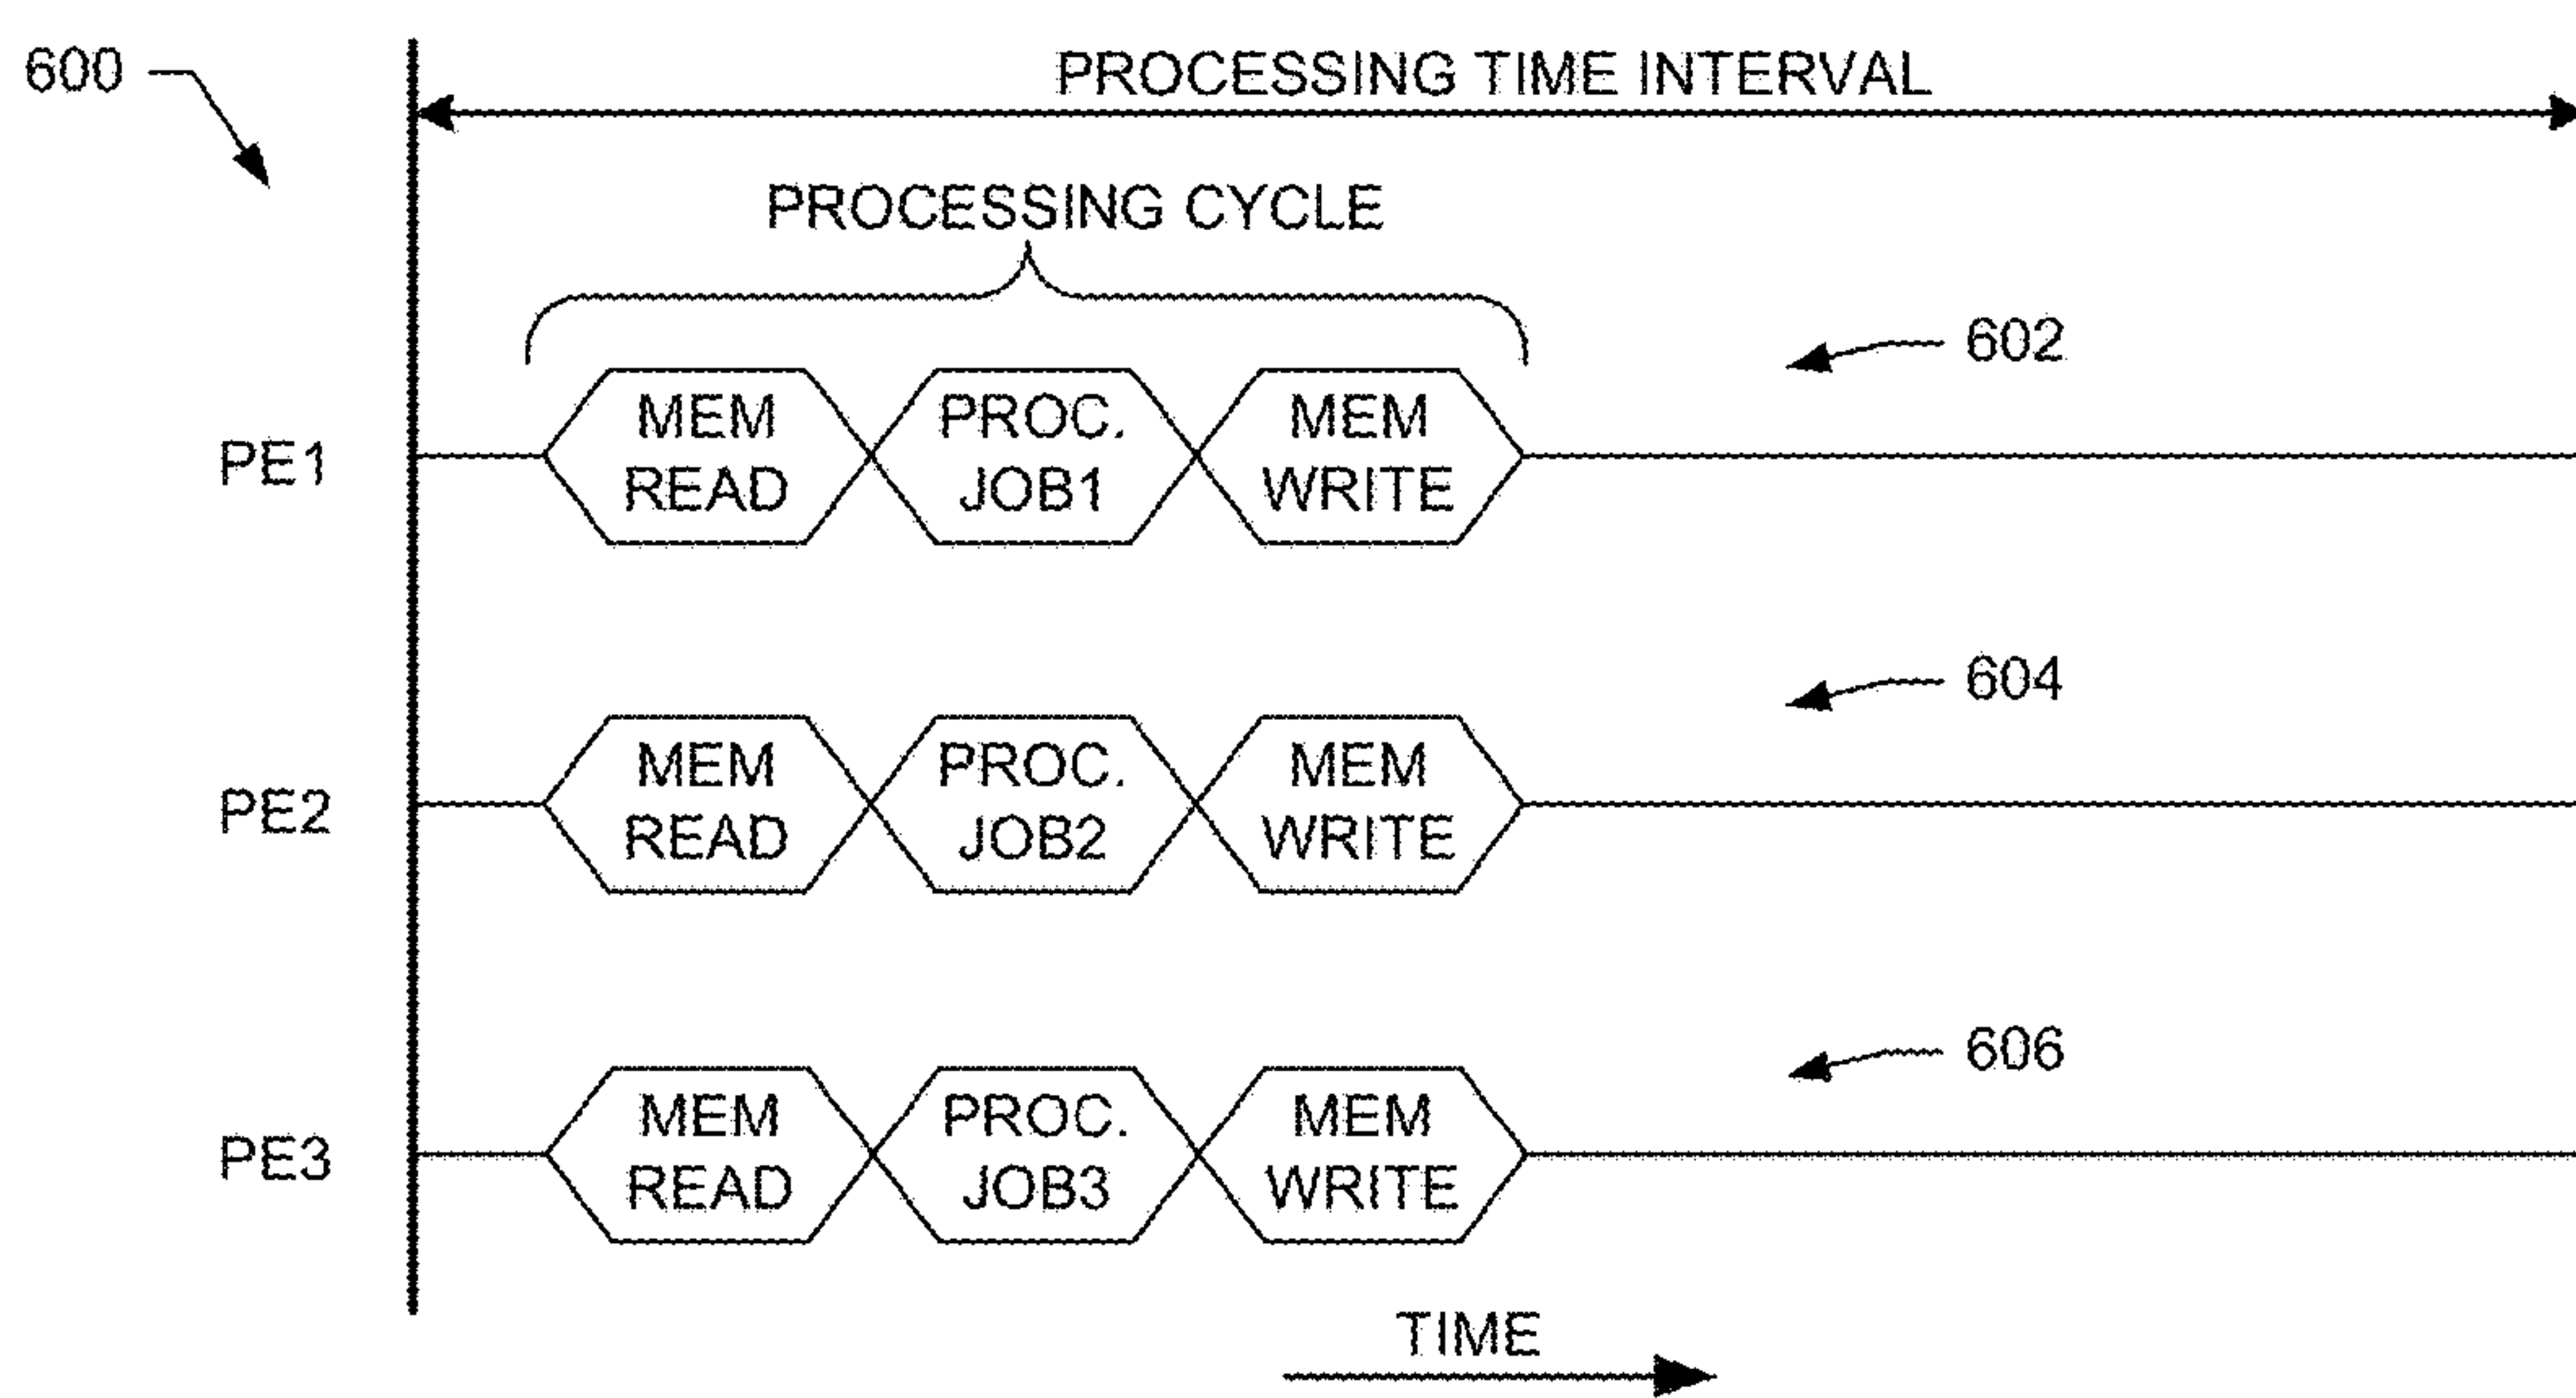 600
PROCESSING TIME INTERVAL
PROCESSING CYCLE
602
PE1
MEM
READ
PROC.
JOB1
MEM
WRITE
604
PE2
MEM
READ
PROC.
JOB2
MEM
WRITE
606
PE3
MEM
READ
PROC.
JOB3
MEM
WRITE
TIME